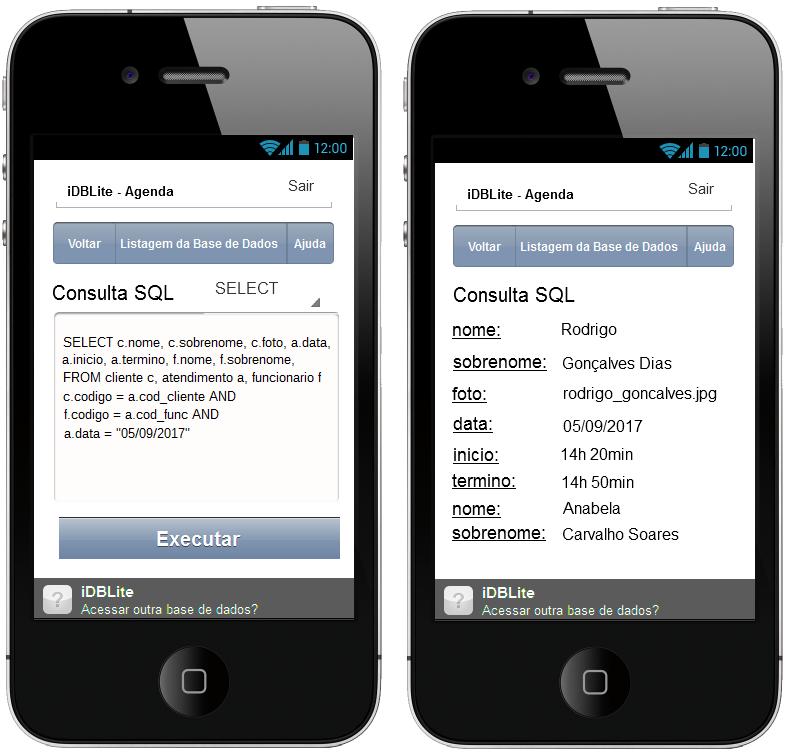 12:00
iDBLite - Agenda
Sair
Voltar
Listagem da Base de Dados
Ajuda
Consulta SQL
SELECT
SELECT c.nome, c.sobrenome, c.foto, a.data,
a.inicio, a.termino, f.nome, f.sobrenome,
FROM cliente c, atendimento a, funcionario f
c.codigo = a.cod_cliente AND
f.codigo = a.cod_func AND
a.data = "05/09/2017"
Executar
?
iDBLite
Acessar outra base de dados?
12:00
iDBLite - Agenda
Sair
Voltar
Listagem da Base de Dados
Ajuda
Consulta SQL
nome: Rodrigo
sobrenome: Gonçalves Dias
foto: rodrigo_goncalves.jpg
data: 05/09/2017
inicio: 14h 20min
termino: 14h 50min
nome: Anabela
sobrenome: Carvalho Soares
?
iDBLite
Acessar outra base de dados?